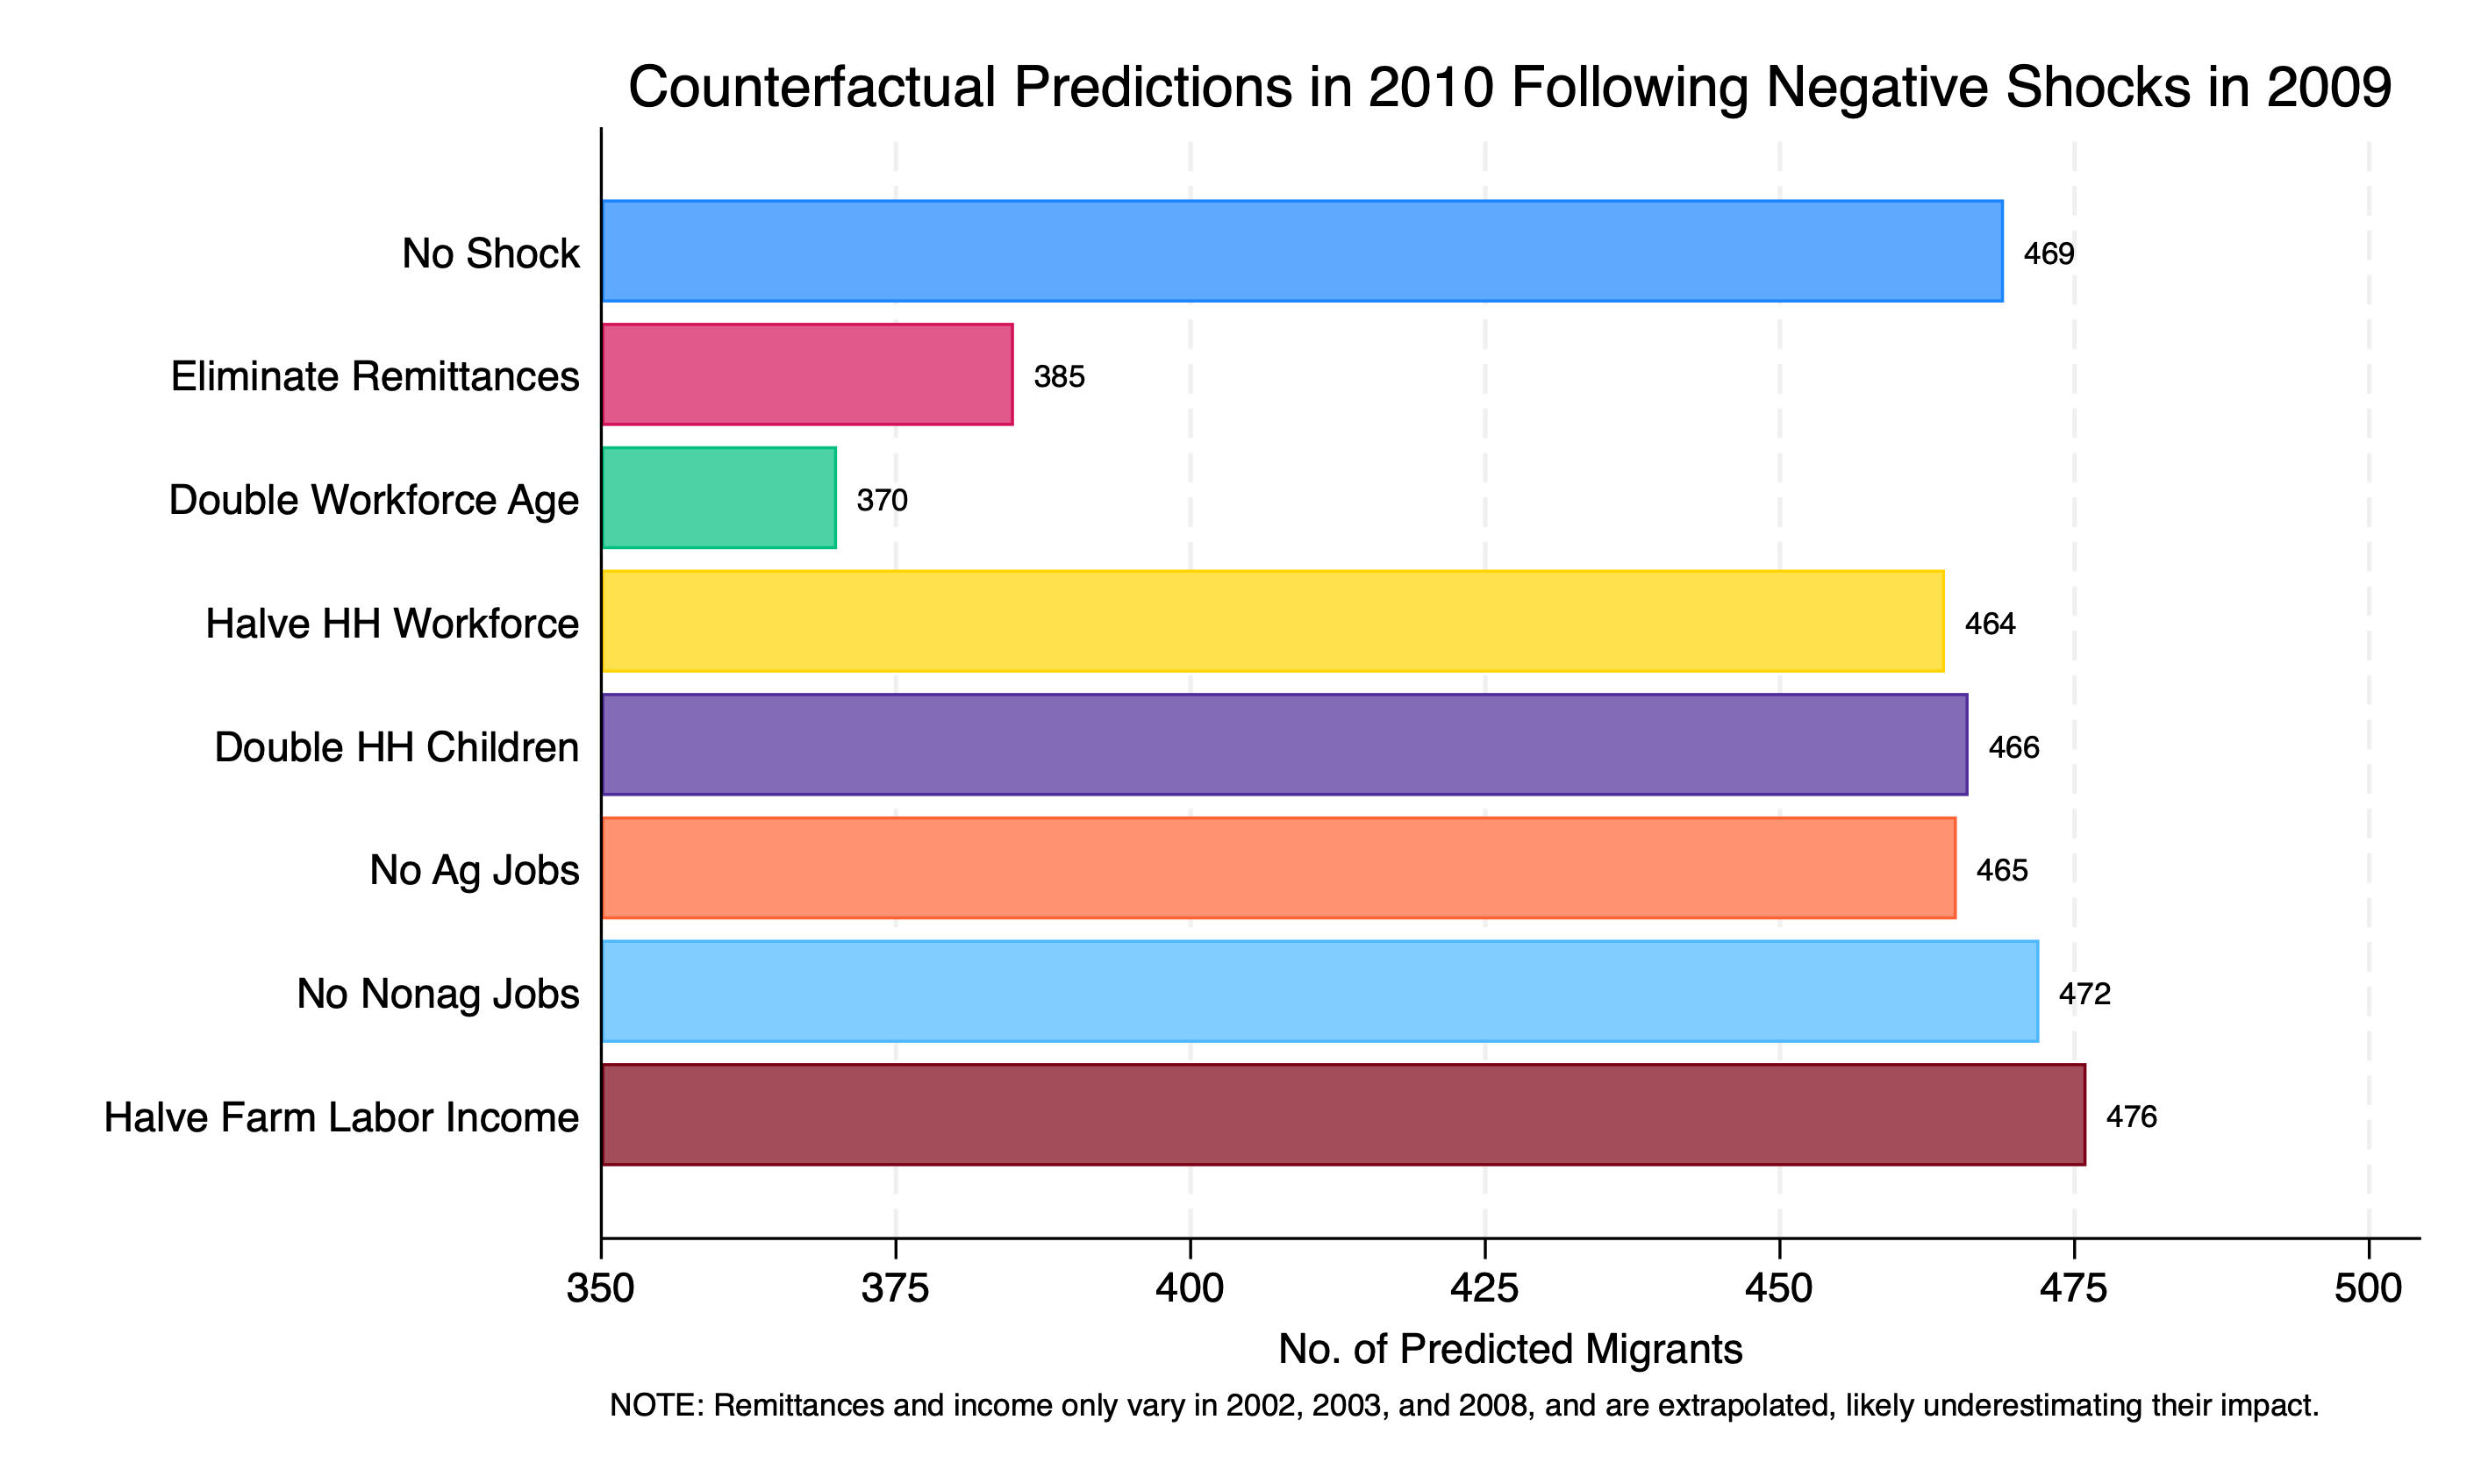 Counterfactual Predictions in 2010 Following Negative Shocks in 2009
No Shock 469
Eliminate Remittances 385
Double Workforce Age 370
Halve HH Workforce 464
Double HH Children 466
No Ag Jobs 465
No Nonag Jobs 472
Halve Farm Labor Income 476
350 375 400 425 450 475 500
No. of Predicted Migrants
NOTE: Remittances and income only vary in 2002, 2003, and 2008, and are extrapolated, likely underestimating their impact.